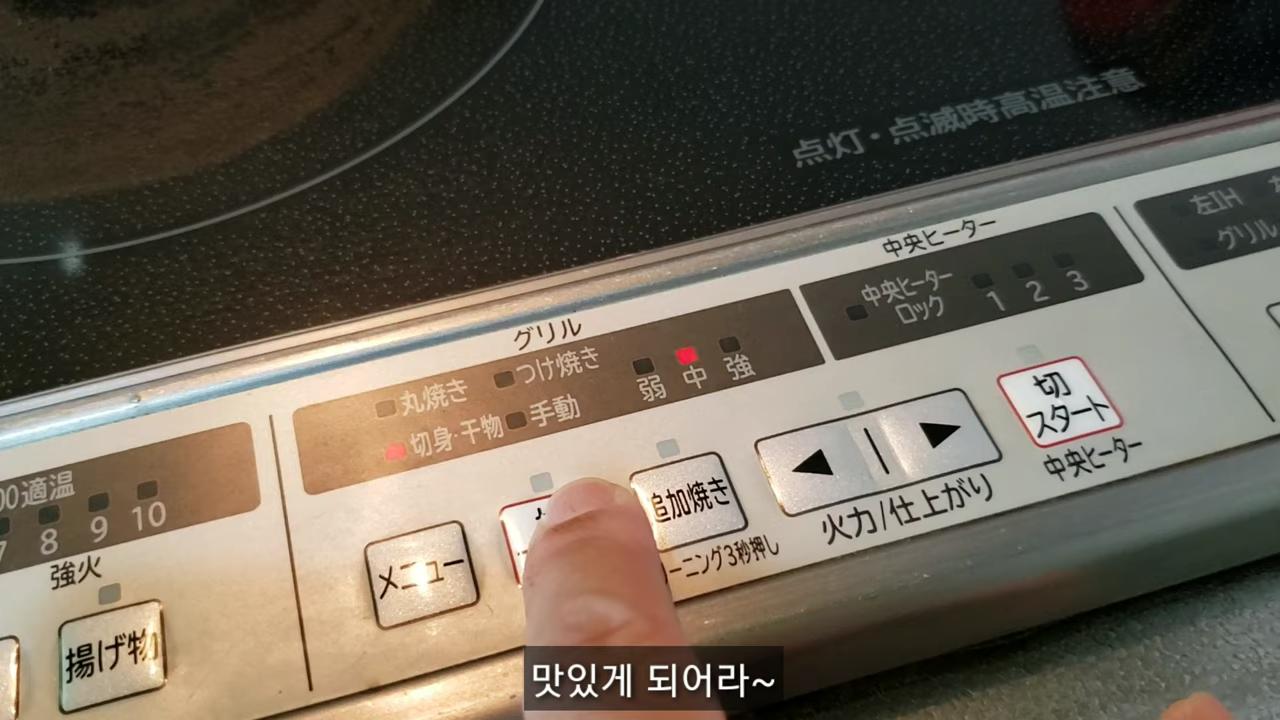 点灯・点滅時高温注意
左IH
グリル
中央ヒーター
中央ヒーター
ロック
1 2 3
グリル
丸焼き つけ焼き
切身・干物 手動
弱 中 強
適温
7 8 9 10
強火
揚げ物
メニュー
追加焼き
ーニング3秒押し
◀ | ▶
火力/仕上がり
切
スタート
中央ヒーター
맛있게 되어라~